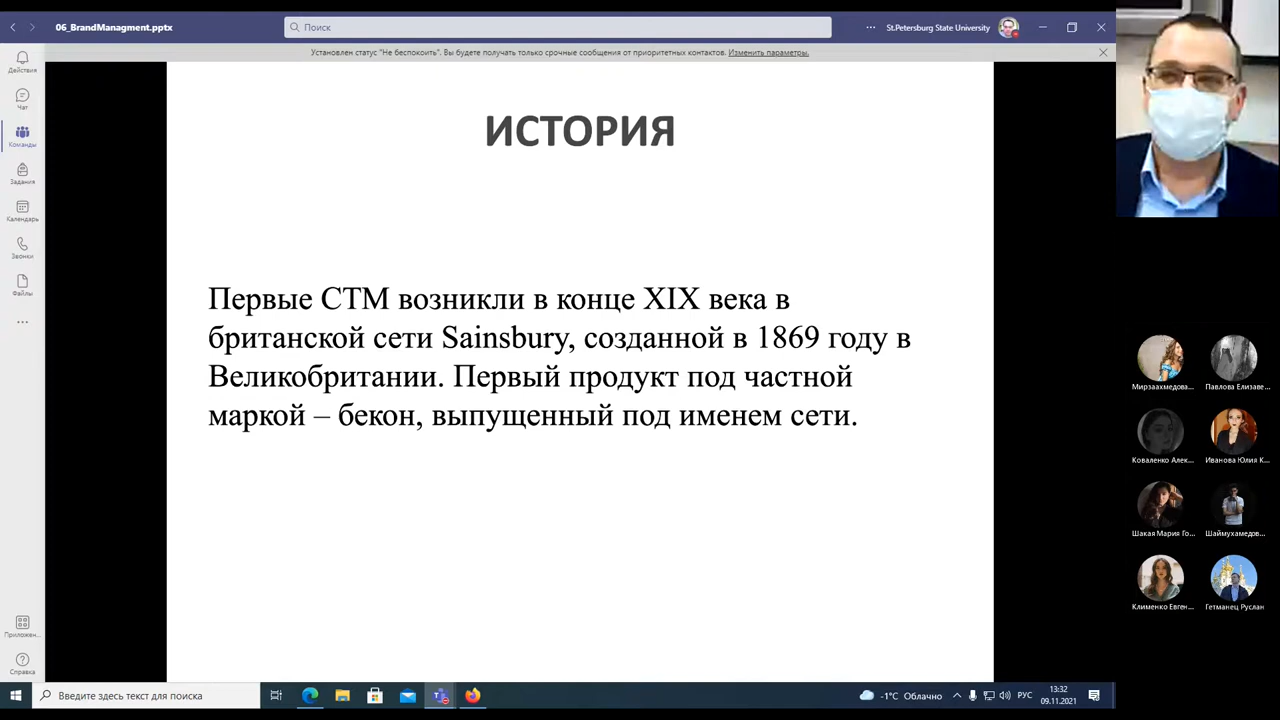 06_BrandManagment.pptx
Поиск
St.Petersburg State University
Установлен статус "Не беспокоить". Вы будете получать только срочные сообщения от приоритетных контактов. Изменить параметры.
Действия
Чат
Команды
Задания
Календарь
Звонки
Файлы
Приложен...
Справка
ИСТОРИЯ
Первые СТМ возникли в конце XIX века в
британской сети Sainsbury, созданной в 1869 году в
Великобритании. Первый продукт под частной
маркой – бекон, выпущенный под именем сети.
Мирзаахмедова...
Павлова Елизаве...
Коваленко Алек...
Иванова Юлия К...
Шакая Мария Го...
Шаймухамедов...
Клименко Евген...
Гетманец Руслан
Введите здесь текст для поиска
-1°C Облачно
РУС
13:32
09.11.2021